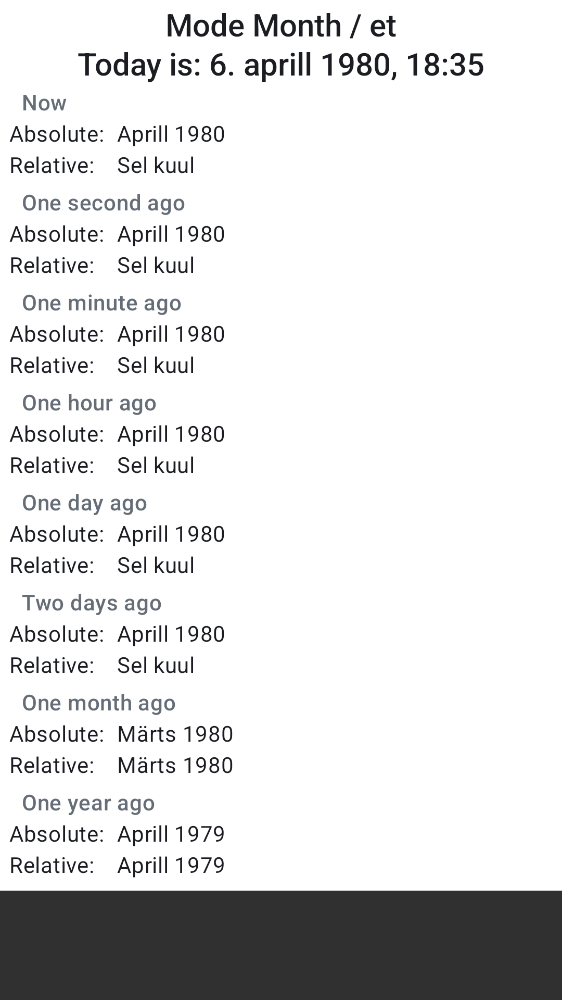 Mode Month / et
Today is: 6. aprill 1980, 18:35
Now
Absolute: Aprill 1980
Relative: Sel kuul
One second ago
Absolute: Aprill 1980
Relative: Sel kuul
One minute ago
Absolute: Aprill 1980
Relative: Sel kuul
One hour ago
Absolute: Aprill 1980
Relative: Sel kuul
One day ago
Absolute: Aprill 1980
Relative: Sel kuul
Two days ago
Absolute: Aprill 1980
Relative: Sel kuul
One month ago
Absolute: Märts 1980
Relative: Märts 1980
One year ago
Absolute: Aprill 1979
Relative: Aprill 1979